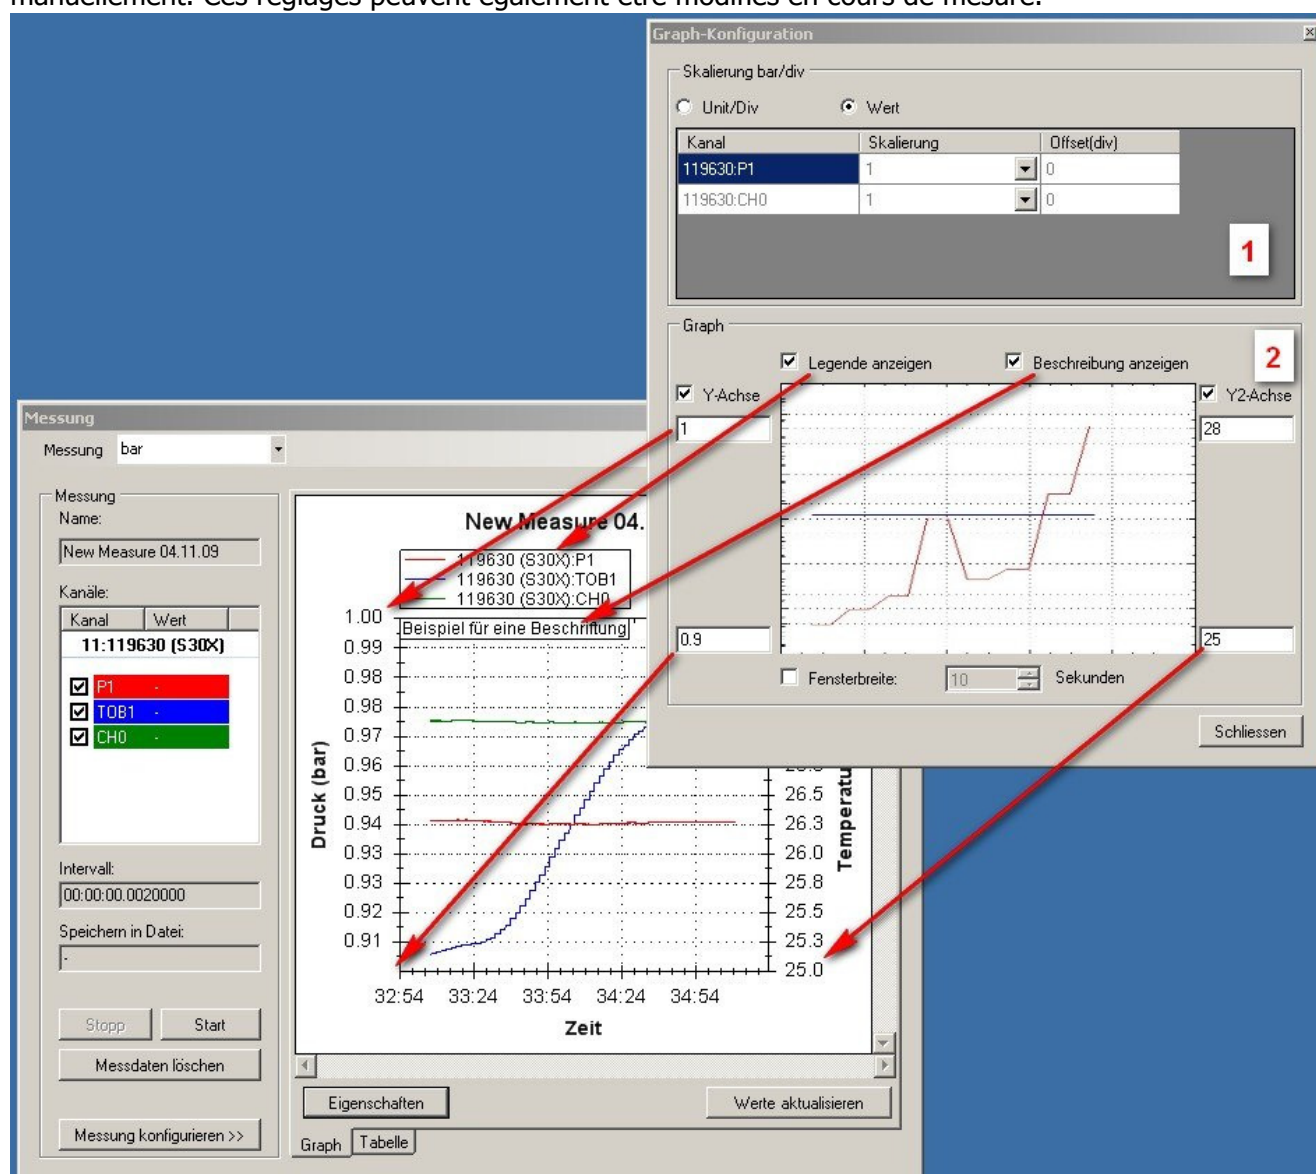 manuellement. Ces réglages peuvent également être modifiés en cours de mesure.
Graph-Konfiguration
Skalierung bar/div
Unit/Div Wert
Kanal Skalierung Offset(div)
119630:P1 1 0
119630:CH0 1 0
1
Graph
2
Legende anzeigen Beschreibung anzeigen
Y-Achse Y2-Achse
1 28
0.9 25
Fensterbreite: 10 Sekunden
Schliessen
Messung
Messung bar
Messung
Name:
New Measure 04.11.09
Kanäle:
Kanal Wert
11:119630 (S30X)
P1 -
TOB1 -
CH0 -
Intervall:
00:00:00.0020000
Speichern in Datei:
-
Stopp Start
Messdaten löschen
Messung konfigurieren >>
New Measure 04.
119630 (S30X):P1
119630 (S30X):TOB1
119630 (S30X):CH0
Beispiel für eine Beschriftung
Druck (bar)
1.00
0.99
0.98
0.98
0.97
0.96
0.95
0.94
0.93
0.93
0.92
0.91
26.5
26.3
26.0
25.8
25.5
25.3
25.0
Temperatu
32:54 33:24 33:54 34:24 34:54
Zeit
Eigenschaften Werte aktualisieren
Graph Tabelle